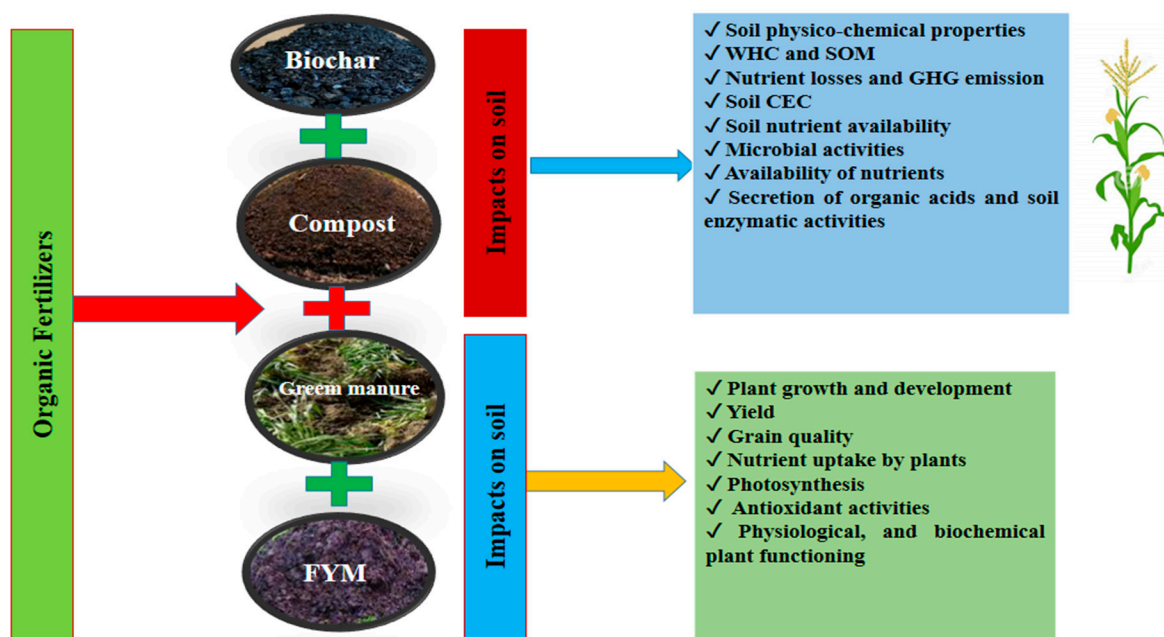 Organic Fertilizers
Biochar
Compost
Greem manure
FYM
Impacts on soil
✓ Soil physico-chemical properties
✓ WHC and SOM
✓ Nutrient losses and GHG emission
✓ Soil CEC
✓ Soil nutrient availability
✓ Microbial activities
✓ Availability of nutrients
✓ Secretion of organic acids and soil
enzymatic activities
Impacts on soil
✓ Plant growth and development
✓ Yield
✓ Grain quality
✓ Nutrient uptake by plants
✓ Photosynthesis
✓ Antioxidant activities
✓ Physiological, and biochemical
plant functioning